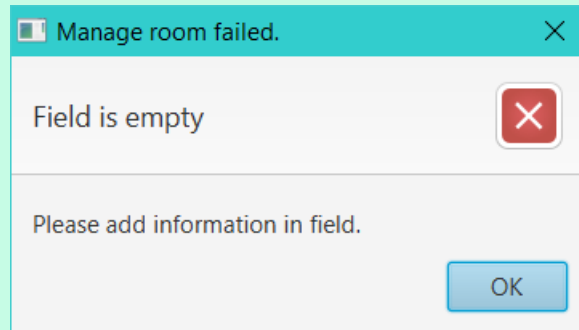 Manage room failed.
Field is empty
Please add information in field.
OK